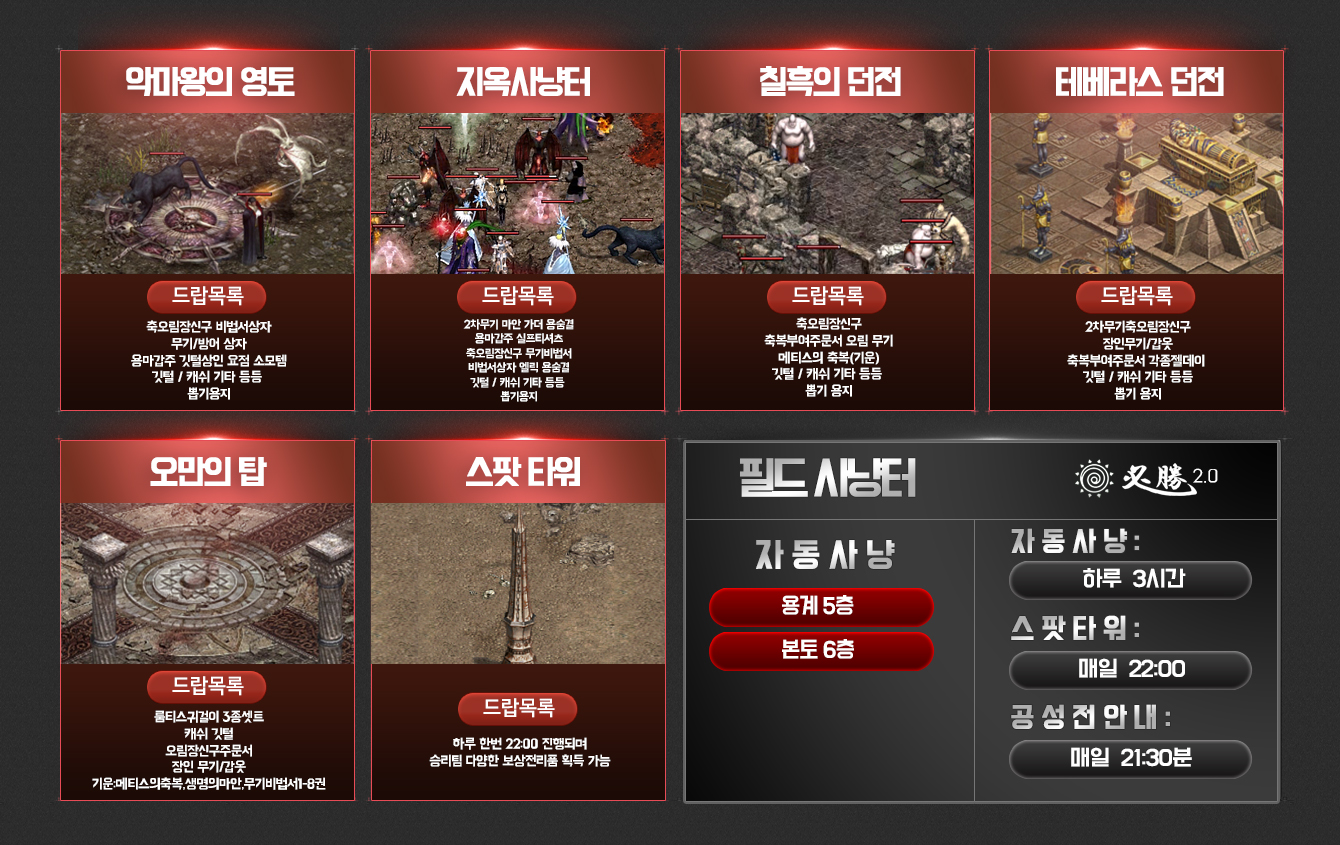 악마왕의 영토
드랍목록
축오림장신구 비법서상자
무기/방어 상자
용마갑주 깃털상인 요점 소모템
깃털 / 캐쉬 기타 등등
뽑기용지
지옥사냥터
드랍목록
2차무기 마안 가더 용숨결
용마갑주 실프티셔츠
축오림장신구 무기비법서
비법서상자 엘릭 용숨결
깃털 / 캐쉬 기타 등등
뽑기용지
칠흑의 던전
드랍목록
축오림장신구
축복부여주문서 오림 무기
메티스의 축복(기운)
깃털 / 캐쉬 기타 등등
뽑기 용지
테베라스 던전
드랍목록
2차무기축오림장신구
장인무기/갑옷
축복부여주문서 각종젤데이
깃털 / 캐쉬 기타 등등
뽑기 용지
오만의 탑
드랍목록
룸티스귀걸이 3종셋트
캐쉬 깃털
오림장신구주문서
장인 무기/갑옷
기운:메티스의축복,생명의마안,무기비법서1-8권
스팟 타워
드랍목록
하루 한번 22:00 진행되며
승리팀 다양한 보상전리품 획득 가능
필드 사냥터
必勝 2.0
자동사냥
용계 5층
본토 6층
자동사냥 :
하루 3시간
스팟타워 :
매일 22:00
공성전안내 :
매일 21:30분